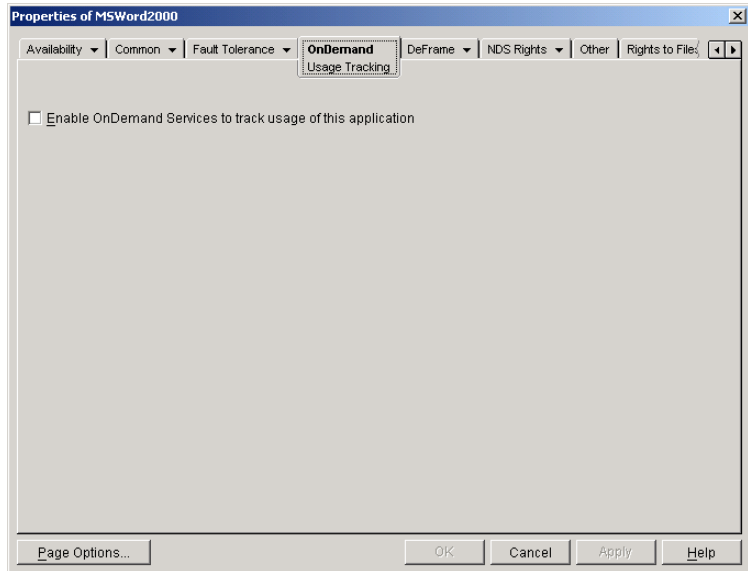 Properties of MSWord2000
Availability Common Fault Tolerance OnDemand DeFrame NDS Rights Other Rights to Files
Usage Tracking
Enable OnDemand Services to track usage of this application
Page Options... OK Cancel Apply Help